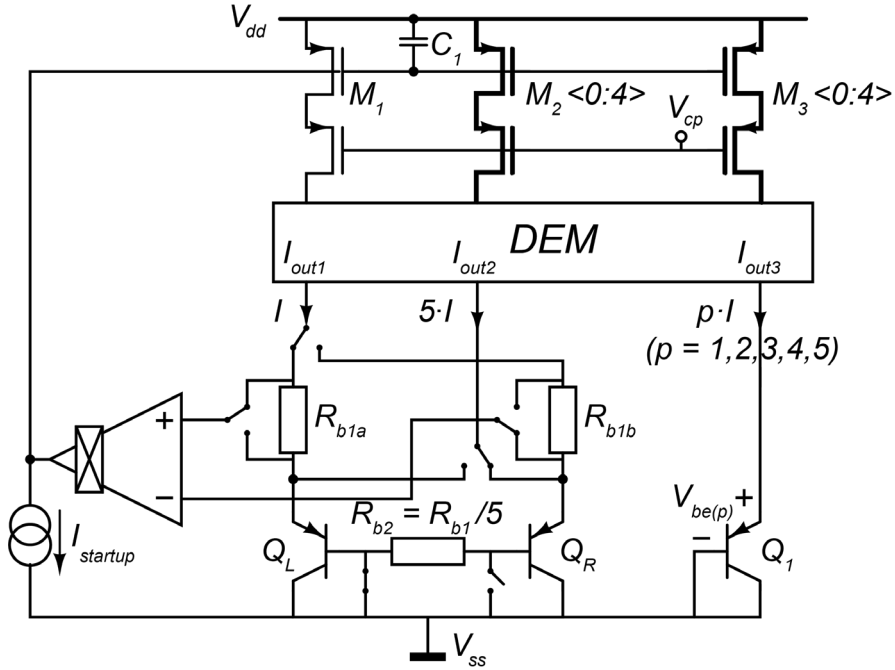 Vdd
C1
M1
M2 <0:4>
M3 <0:4>
Vcp
DEM
Iout1
Iout2
Iout3
I
5·I
p·I
(p = 1,2,3,4,5)
+
−
Rb1a
Rb1b
Rb2 = Rb1/5
Vbe(p)
+
−
Istartup
QL
QR
Q1
Vss